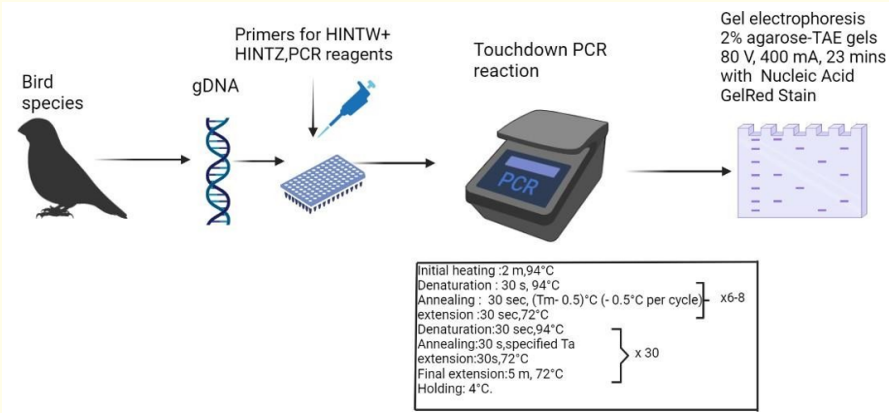 Bird
species
gDNA
Primers for HINTW+
HINTZ,PCR reagents
Touchdown PCR
reaction
PCR
Gel electrophoresis
2% agarose-TAE gels
80 V, 400 mA, 23 mins
with Nucleic Acid
GelRed Stain
Initial heating :2 m,94°C
Denaturation : 30 s, 94°C
Annealing : 30 sec, (Tm- 0.5)°C (- 0.5°C per cycle)
extension :30 sec,72°C
x6-8
Denaturation:30 sec,94°C
Annealing:30 s,specified Ta
extension:30s,72°C
x 30
Final extension:5 m, 72°C
Holding: 4°C.